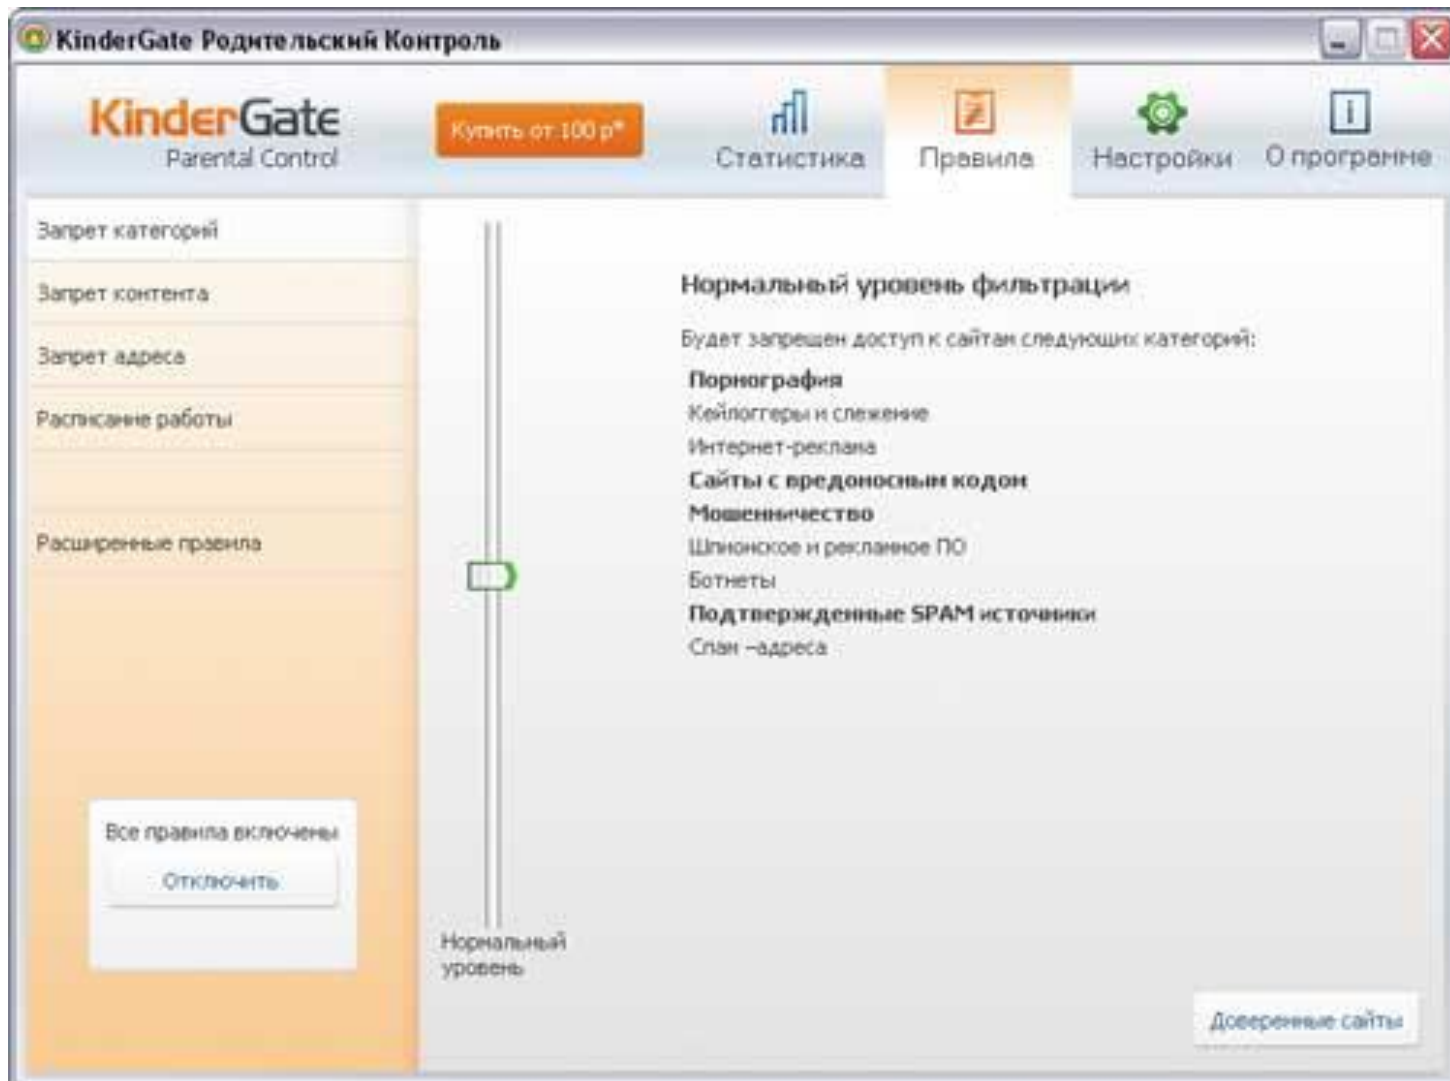 KinderGate Родительский Контроль
KinderGate
Parental Control
Купить от 100 р*
Статистика
Правила
Настройки
О программе
Запрет категорий
Запрет контента
Запрет адреса
Расписание работы
Расширенные правила
Все правила включены
Отключить
Нормальный
уровень
Нормальный уровень фильтрации
Будет запрещен доступ к сайтам следующих категорий:
Порнография
Кейлоггеры и слежение
Интернет-реклама
Сайты с вредоносным кодом
Мошенничество
Шпионское и рекламное ПО
Ботнеты
Подтвержденные SPAM источники
Спам –адреса
Доверенные сайты